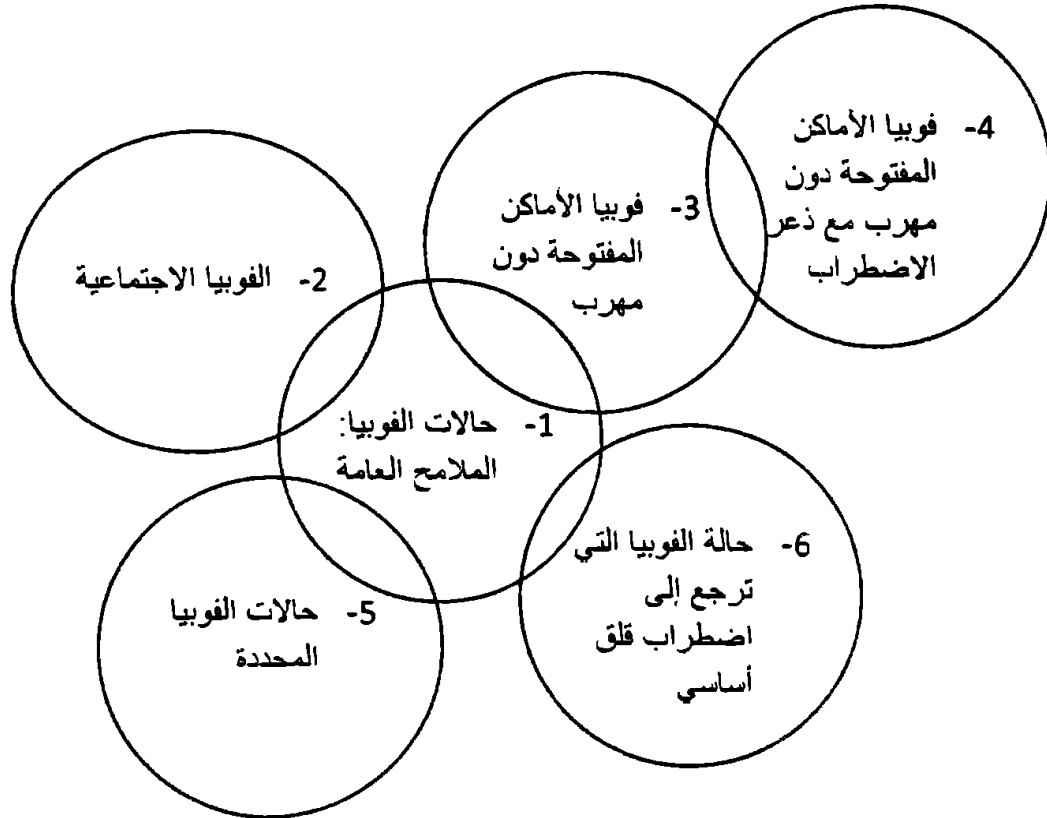 4- فوبيا الأماكن
المفتوحة دون
مهرب مع ذعر
الاضطراب
3- فوبيا الأماكن
المفتوحة دون
مهرب
2- الفوبيا الاجتماعية
1- حالات الفوبيا:
الملامح العامة
6- حالة الفوبيا التي
ترجع إلى
اضطراب قلق
أساسي
5- حالات الفوبيا
المحددة